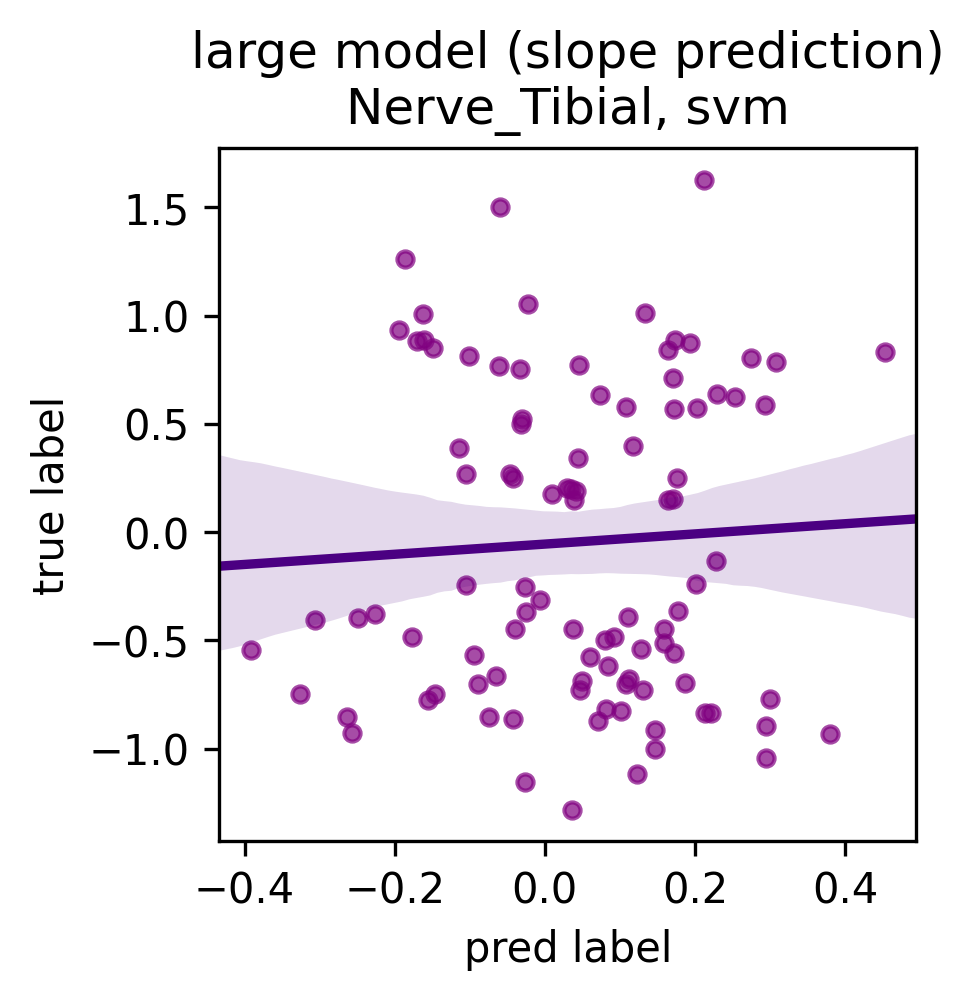 large model (slope prediction)
Nerve_Tibial, svm
1.5
1.0
0.5
0.0
−0.5
−1.0
true label
−0.4
−0.2
0.0
0.2
0.4
pred label